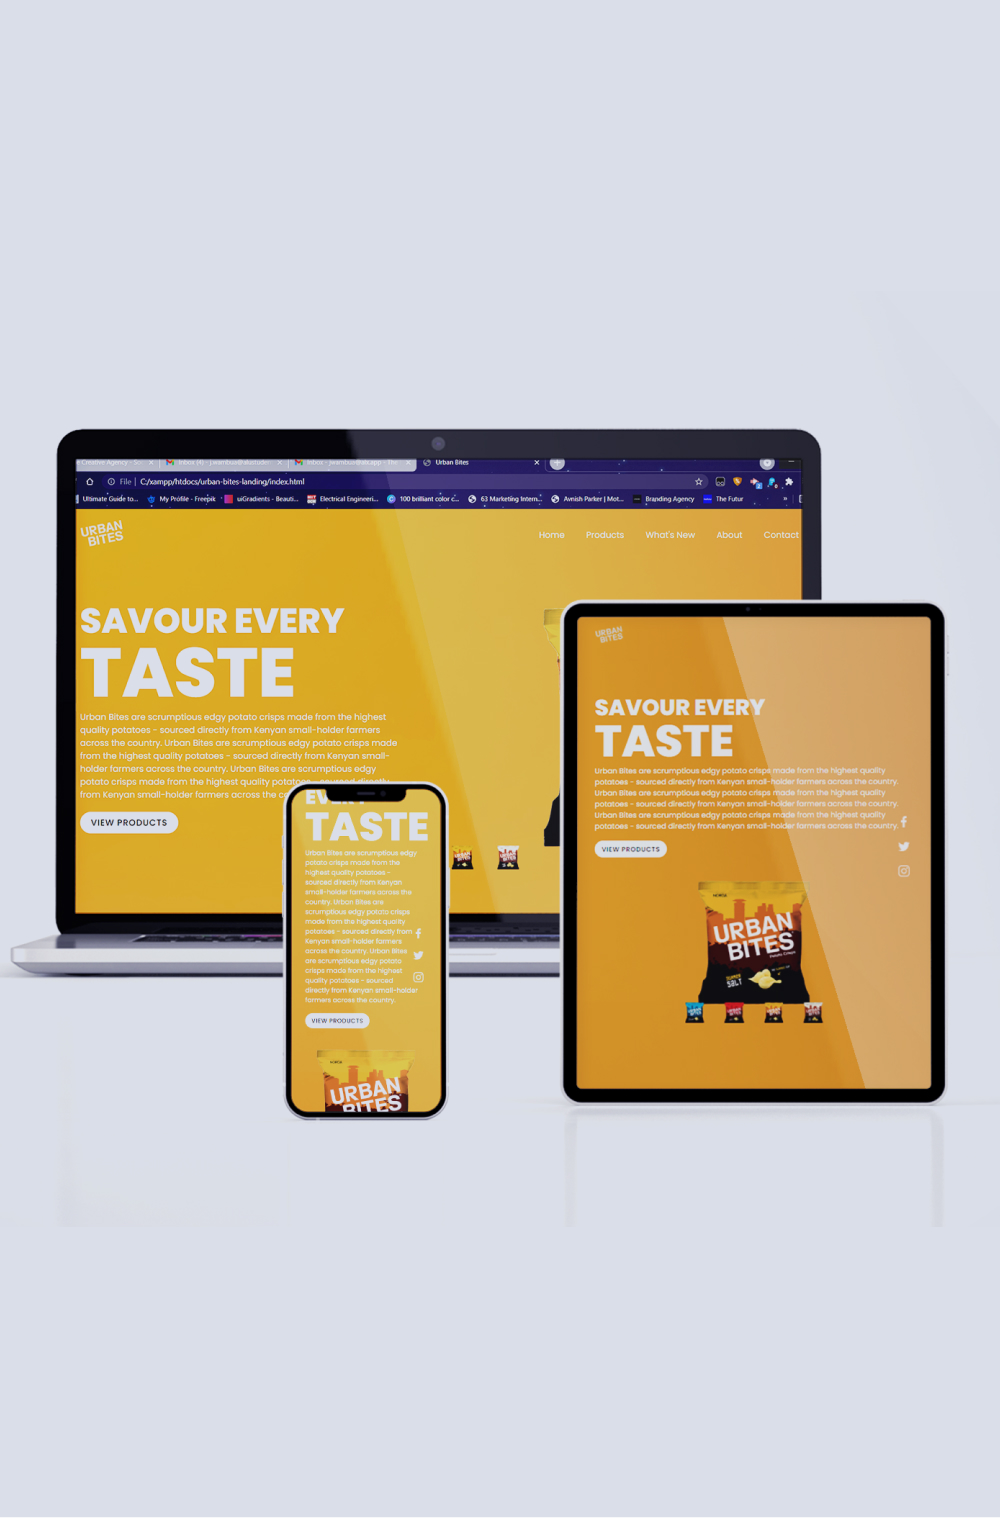 Urban Bites
File | C:/xampp/htdocs/urban-bites-landing/index.html
Ultimate Guide to... My Profile - Freepik uiGradients - Beauti... Electrical Engineeri... 100 brilliant color c... 63 Marketing Intern... Avnish Parker | Mot... Branding Agency The Futur
URBAN
BITES
Home Products What's New About Contact
SAVOUR EVERY
TASTE
Urban Bites are scrumptious edgy potato crisps made from the highest
quality potatoes - sourced directly from Kenyan small-holder farmers
across the country. Urban Bites are scrumptious edgy potato crisps made
from the highest quality potatoes - sourced directly from Kenyan small-
holder farmers across the country. Urban Bites are scrumptious edgy
potato crisps made from the highest quality potatoes - sourced directly
from Kenyan small-holder farmers across the
VIEW PRODUCTS
EVERY
TASTE
Urban Bites are scrumptious edgy
potato crisps made from the
highest quality potatoes -
sourced directly from Kenyan
small-holder farmers across the
country. Urban Bites are
scrumptious edgy potato crisps
made from the highest quality
potatoes - sourced directly from
Kenyan small-holder farmers
across the country. Urban Bites
are scrumptious edgy potato
crisps made from the highest
quality potatoes - sourced
directly from Kenyan small-holder
farmers across the country.
VIEW PRODUCTS
URBAN
BITES
URBAN
BITES
SAVOUR EVERY
TASTE
Urban Bites are scrumptious edgy potato crisps made from the highest quality
potatoes - sourced directly from Kenyan small-holder farmers across the country.
Urban Bites are scrumptious edgy potato crisps made from the highest quality
potatoes - sourced directly from Kenyan small-holder farmers across the country.
Urban Bites are scrumptious edgy potato crisps made from the highest quality
potatoes - sourced directly from Kenyan small-holder farmers across the country.
VIEW PRODUCTS
URBAN
BITES
Potato Crisps
SALT